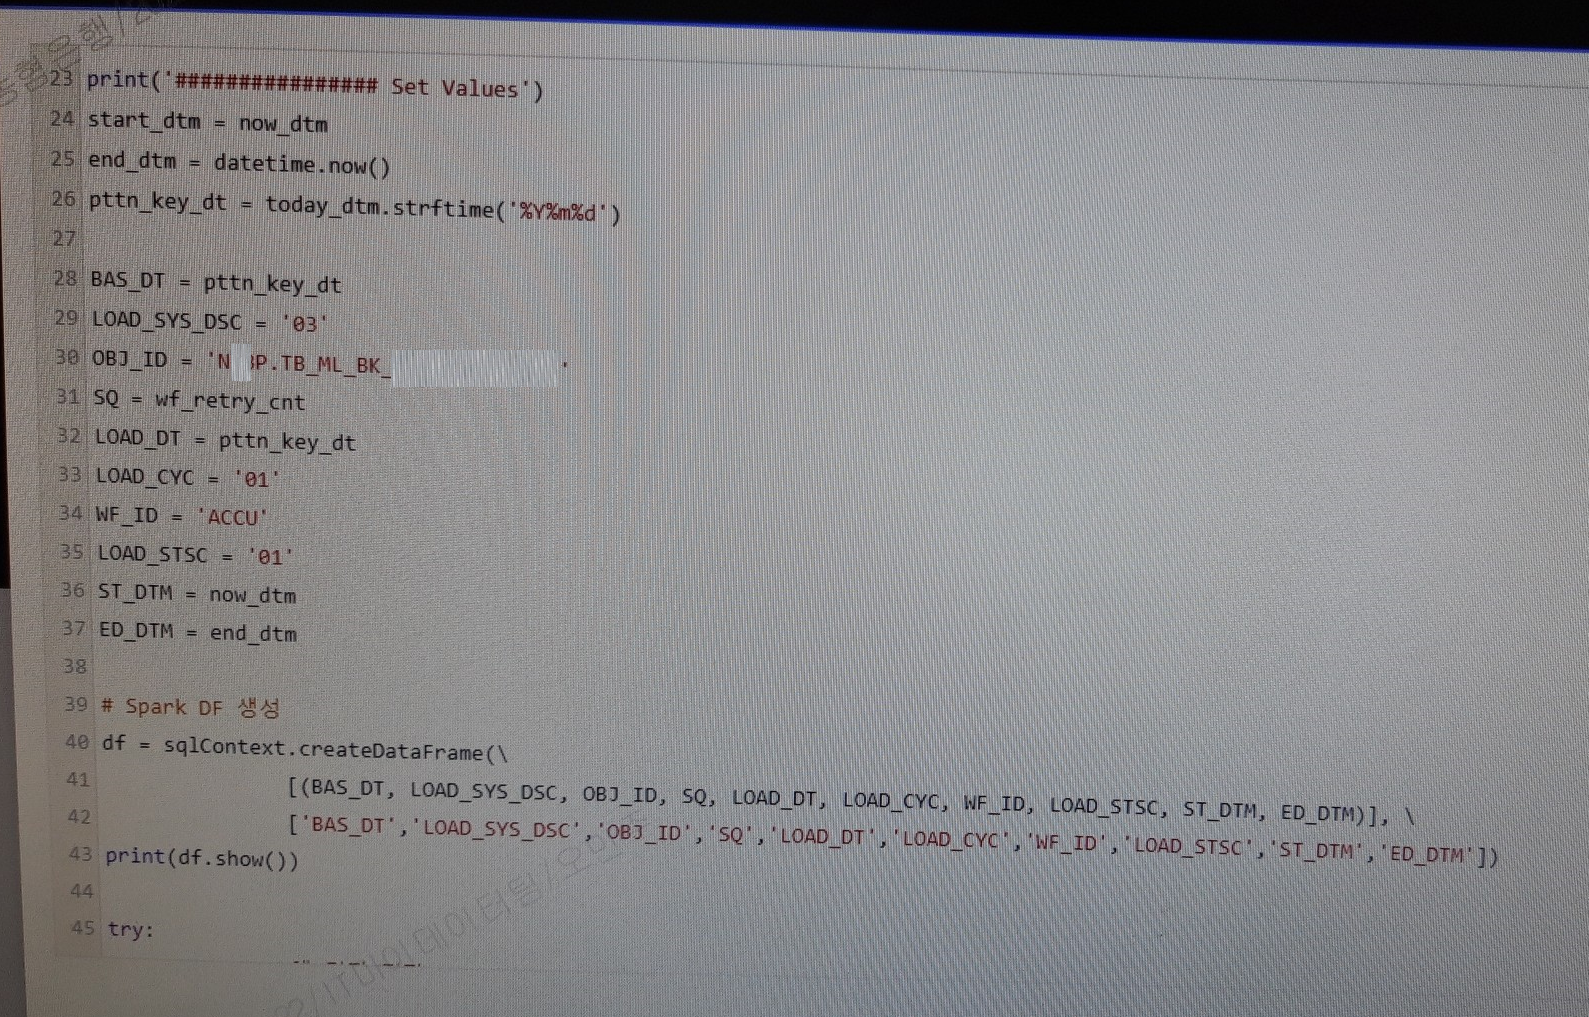 23 print('################ Set Values')
24 start_dtm = now_dtm
25 end_dtm = datetime.now()
26 pttn_key_dt = today_dtm.strftime('%Y%m%d')
27
28 BAS_DT = pttn_key_dt
29 LOAD_SYS_DSC = '03'
30 OBJ_ID = 'N P.TB_ML_BK_ '
31 SQ = wf_retry_cnt
32 LOAD_DT = pttn_key_dt
33 LOAD_CYC = '01'
34 WF_ID = 'ACCU'
35 LOAD_STSC = '01'
36 ST_DTM = now_dtm
37 ED_DTM = end_dtm
38
39 # Spark DF 생성
40 df = sqlContext.createDataFrame(\
41 [(BAS_DT, LOAD_SYS_DSC, OBJ_ID, SQ, LOAD_DT, LOAD_CYC, WF_ID, LOAD_STSC, ST_DTM, ED_DTM)], \
42 ['BAS_DT','LOAD_SYS_DSC','OBJ_ID','SQ','LOAD_DT','LOAD_CYC','WF_ID','LOAD_STSC','ST_DTM','ED_DTM'])
43 print(df.show())
44
45 try: